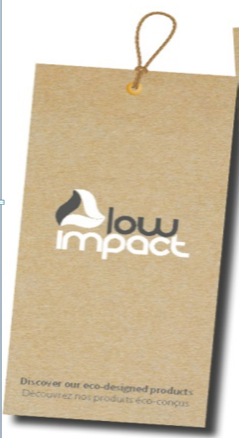 low
impact
Discover our eco-designed products
Découvrez nos produits éco-conçus